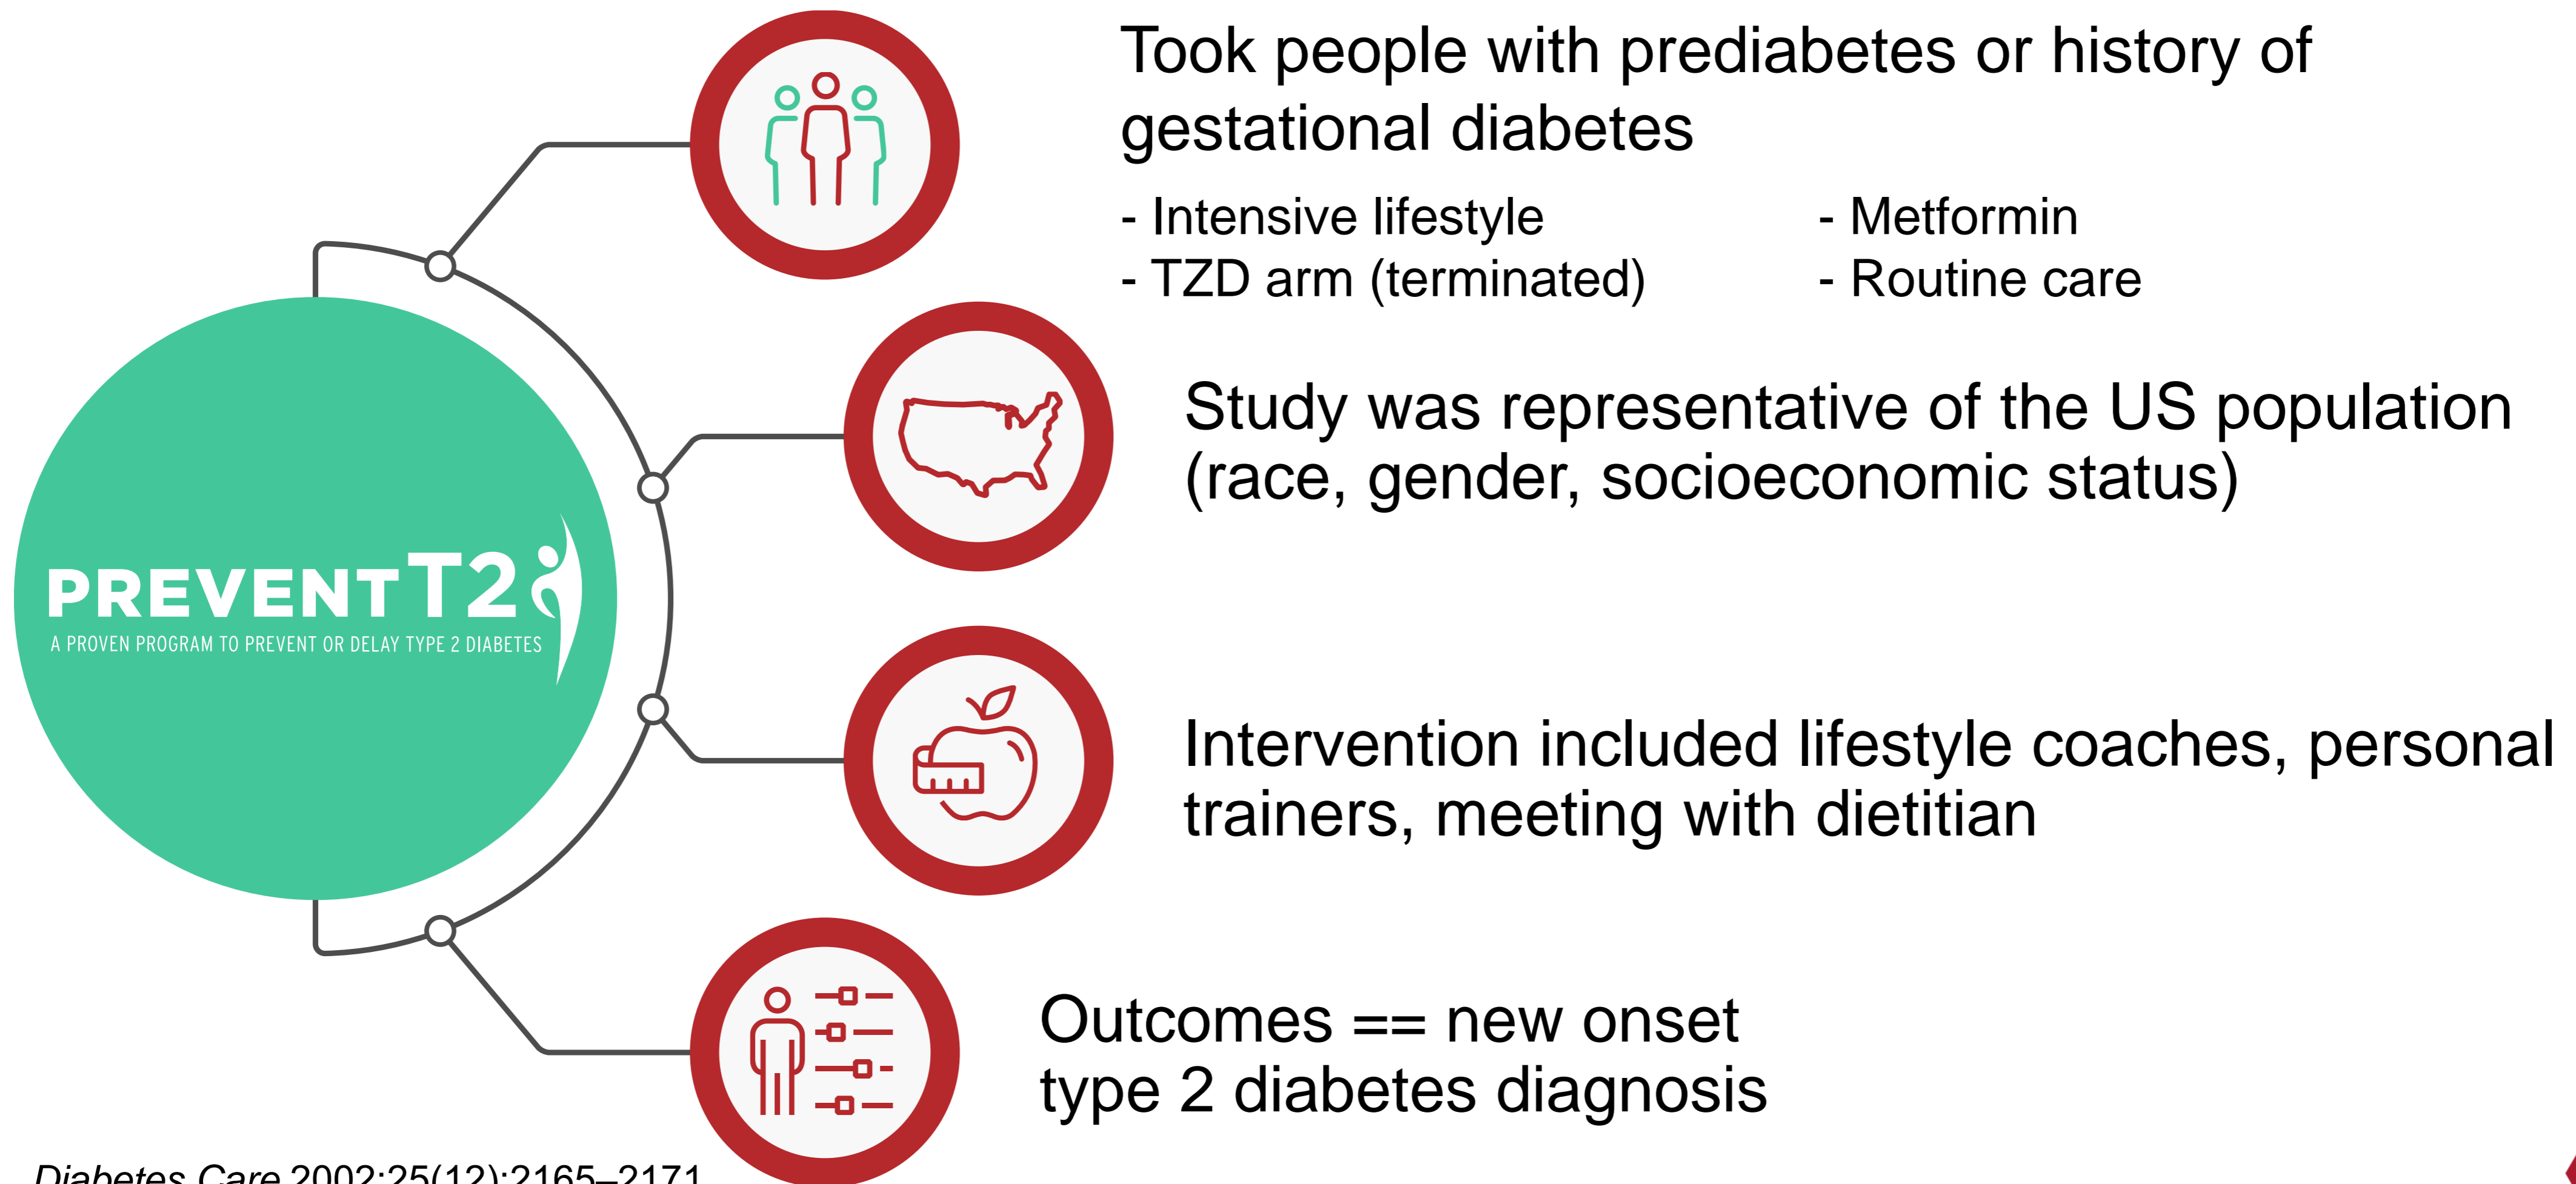 Took people with prediabetes or history of
gestational diabetes
- Intensive lifestyle
- TZD arm (terminated)
- Metformin
- Routine care
Study was representative of the US population
(race, gender, socioeconomic status)
PREVENT T2
A PROVEN PROGRAM TO PREVENT OR DELAY TYPE 2 DIABETES
Intervention included lifestyle coaches, personal
trainers, meeting with dietitian
Outcomes == new onset
type 2 diabetes diagnosis
Diabetes Care 2002;25(12):2165–2171